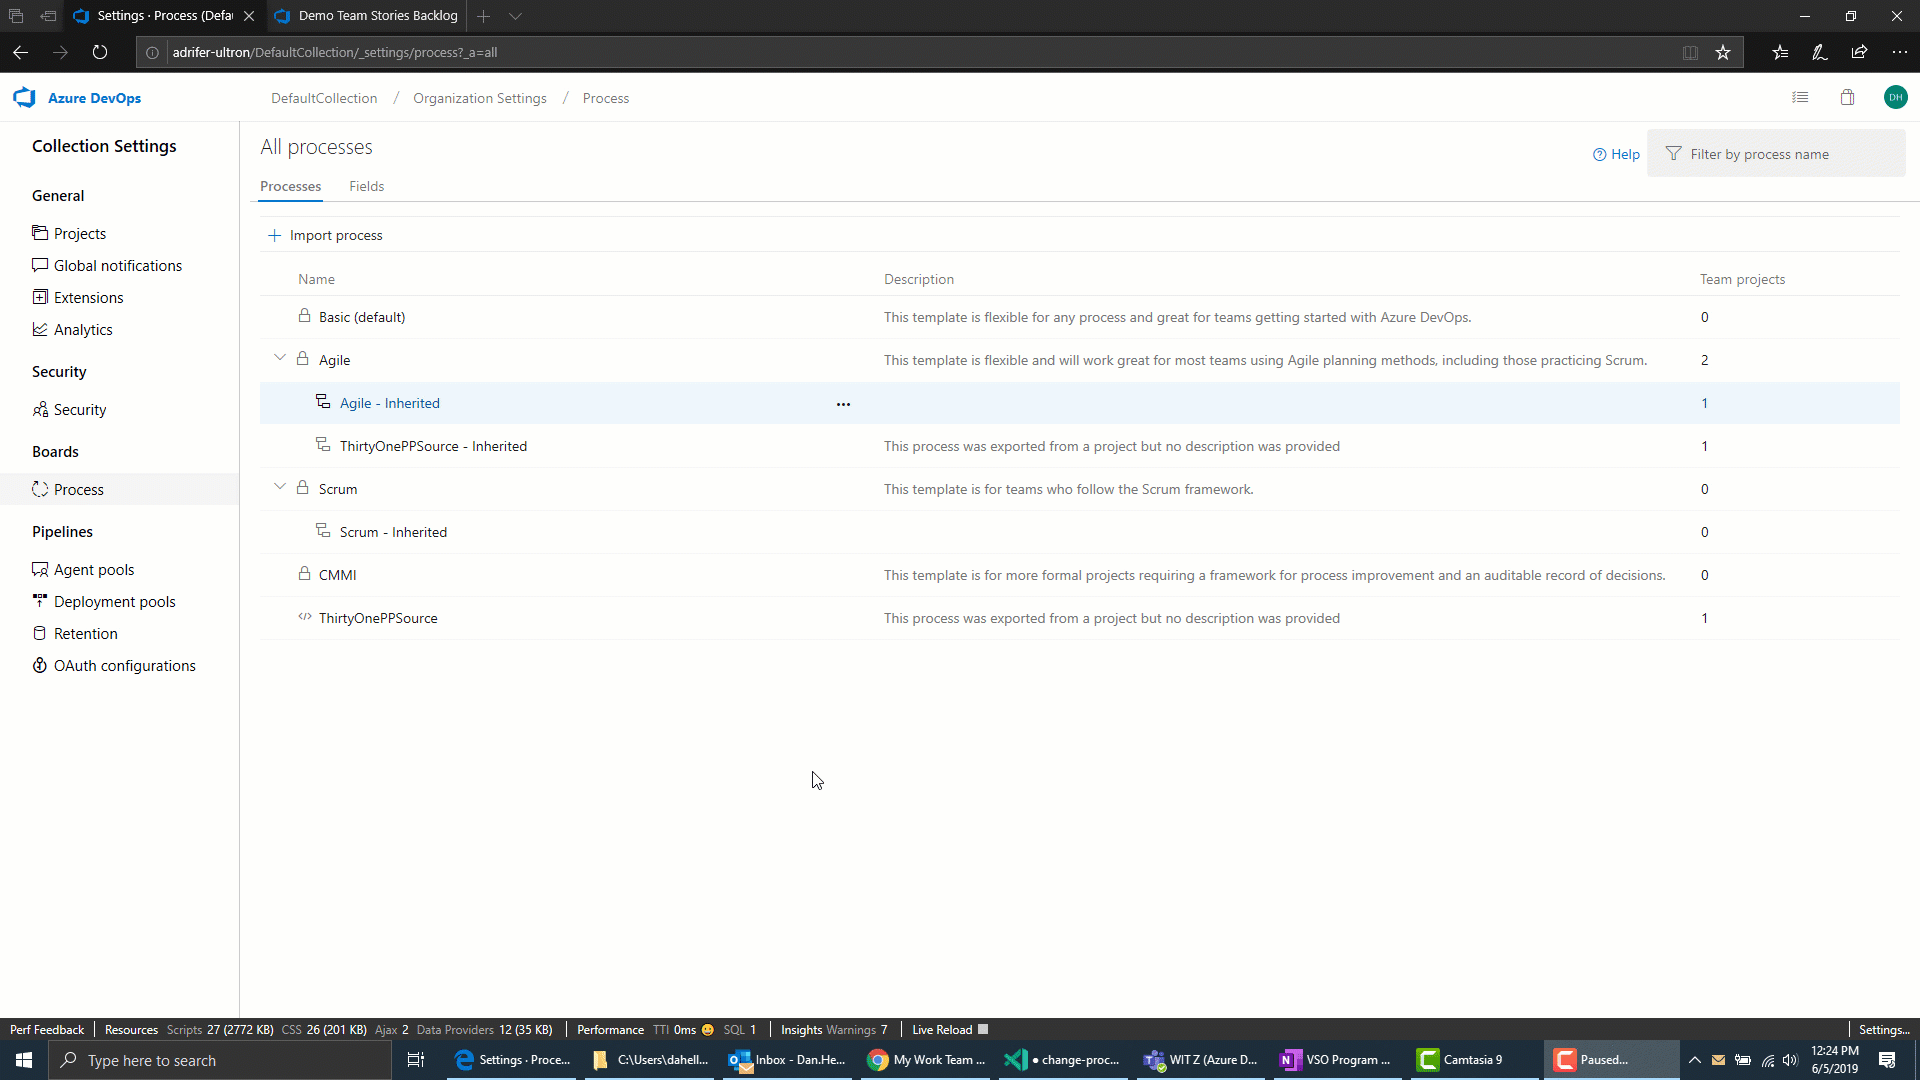 Settings · Process (Defau
Demo Team Stories Backlog
adrifer-ultron/DefaultCollection/_settings/process?_a=all
Azure DevOps
DefaultCollection / Organization Settings / Process
DH
Collection Settings
General
Projects
Global notifications
Extensions
Analytics
Security
Security
Boards
Process
Pipelines
Agent pools
Deployment pools
Retention
OAuth configurations
All processes
Help
Filter by process name
Processes Fields
Import process
Name Description Team projects
Basic (default) This template is flexible for any process and great for teams getting started with Azure DevOps. 0
Agile This template is flexible and will work great for most teams using Agile planning methods, including those practicing Scrum. 2
Agile - Inherited ... 1
ThirtyOnePPSource - Inherited This process was exported from a project but no description was provided 1
Scrum This template is for teams who follow the Scrum framework. 0
Scrum - Inherited 0
CMMI This template is for more formal projects requiring a framework for process improvement and an auditable record of decisions. 0
ThirtyOnePPSource This process was exported from a project but no description was provided 1
Perf Feedback Resources Scripts 27 (2772 KB) CSS 26 (201 KB) Ajax 2 Data Providers 12 (35 KB) Performance TTI 0ms SQL 1 Insights Warnings 7 Live Reload Settings...
Type here to search
Settings · Proce...
C:\Users\dahell...
Inbox - Dan.He...
My Work Team ...
● change-proc...
WIT Z (Azure D...
VSO Program ...
Camtasia 9
Paused...
12:24 PM
6/5/2019